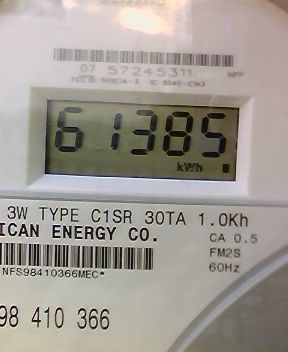 07 57245311 HPP
61385
kWh
3W TYPE C1SR 30TA 1.0Kh
ICAN ENERGY CO.
CA 0.5
FM2S
NFS98410366MEC*
60Hz
98 410 366